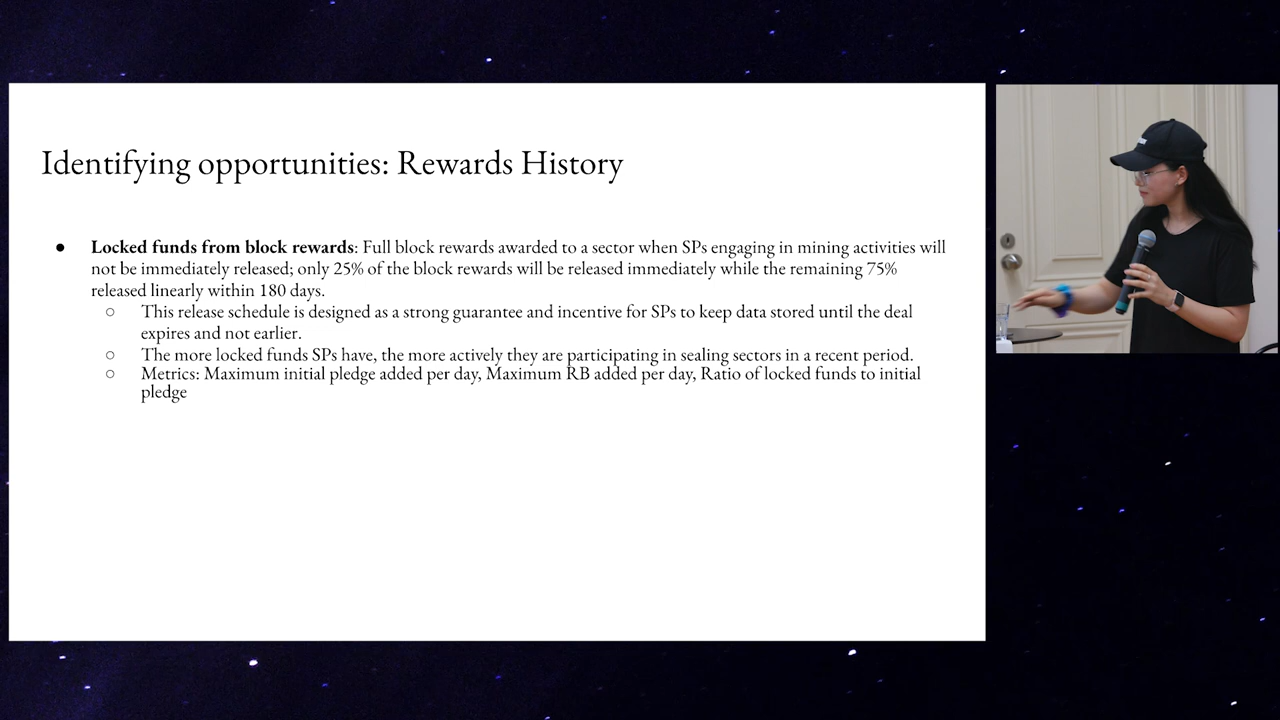 Identifying opportunities: Rewards History
● Locked funds from block rewards: Full block rewards awarded to a sector when SPs engaging in mining activities will
not be immediately released; only 25% of the block rewards will be released immediately while the remaining 75%
released linearly within 180 days.
○ This release schedule is designed as a strong guarantee and incentive for SPs to keep data stored until the deal
expires and not earlier.
○ The more locked funds SPs have, the more actively they are participating in sealing sectors in a recent period.
○ Metrics: Maximum initial pledge added per day, Maximum RB added per day, Ratio of locked funds to initial
pledge